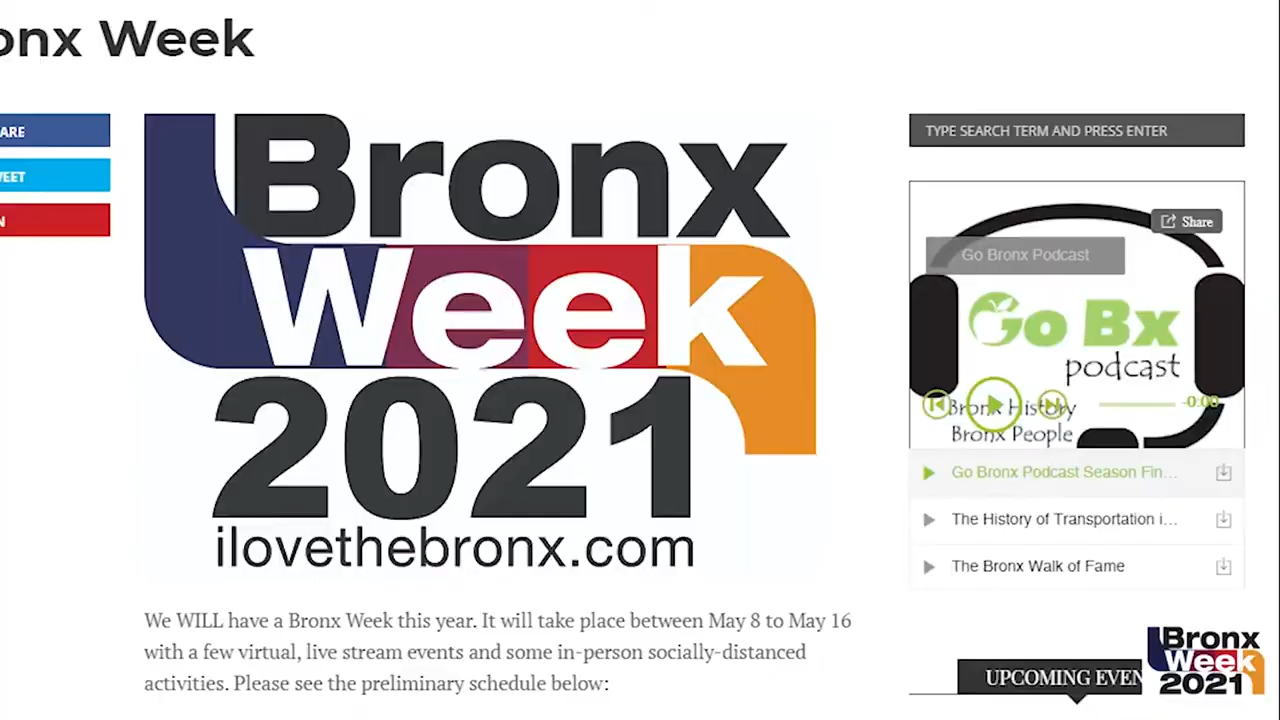 onx Week
ARE
WEET
N
Bronx
Week
2021
ilovethebronx.com
We WILL have a Bronx Week this year. It will take place between May 8 to May 16
with a few virtual, live stream events and some in-person socially-distanced
activities. Please see the preliminary schedule below:
TYPE SEARCH TERM AND PRESS ENTER
Share
Go Bronx Podcast
Go Bx
podcast
-0:00
Bronx History
Bronx People
Go Bronx Podcast Season Fin...
The History of Transportation i...
The Bronx Walk of Fame
UPCOMING EVEN
Bronx
Week
2021